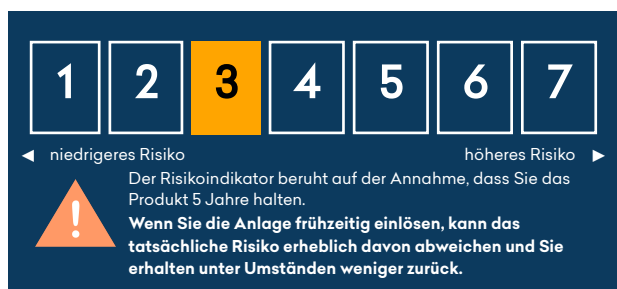 1 2 3 4 5 6 7
◄ niedrigeres Risiko höheres Risiko ►
Der Risikoindikator beruht auf der Annahme, dass Sie das
Produkt 5 Jahre halten.
Wenn Sie die Anlage frühzeitig einlösen, kann das
tatsächliche Risiko erheblich davon abweichen und Sie
erhalten unter Umständen weniger zurück.